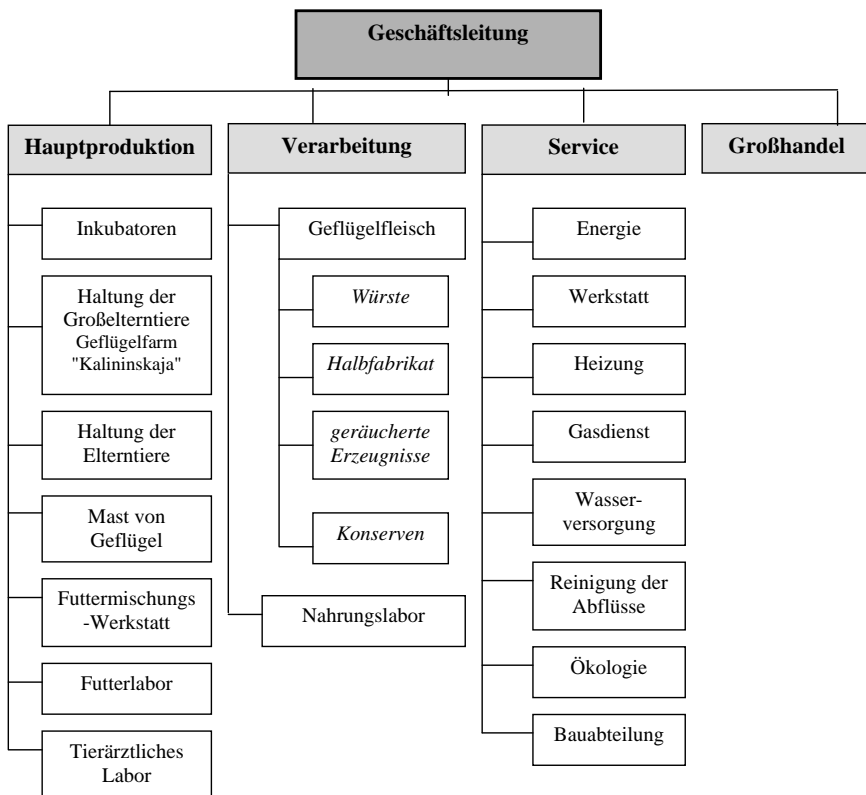 Geschäftsleitung
Hauptproduktion
Verarbeitung
Service
Großhandel
Inkubatoren
Haltung der
Großelterntiere
Geflügelfarm
"Kalininskaja"
Haltung der
Elterntiere
Mast von
Geflügel
Futtermischungs
-Werkstatt
Futterlabor
Tierärztliches
Labor
Geflügelfleisch
Würste
Halbfabrikat
geräucherte
Erzeugnisse
Konserven
Nahrungslabor
Energie
Werkstatt
Heizung
Gasdienst
Wasser-
versorgung
Reinigung der
Abflüsse
Ökologie
Bauabteilung